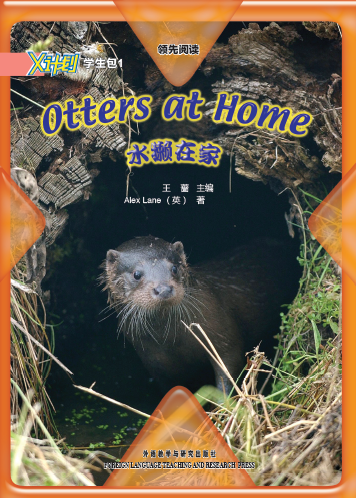 领先阅读
X计划 学生包1
Otters at Home
水獭在家
王 蔷 主编
Alex Lane（英） 著
外语教学与研究出版社
FOREIGN LANGUAGE TEACHING AND RESEARCH PRESS